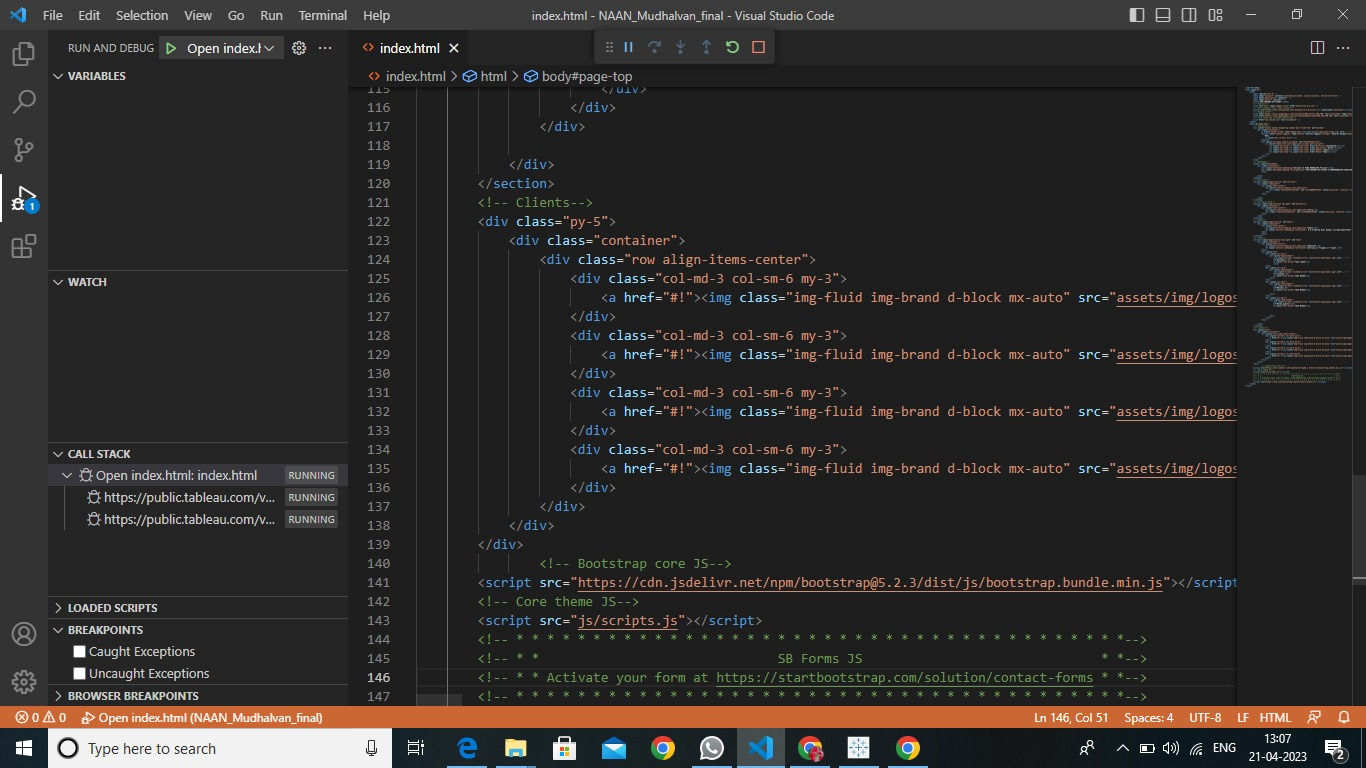 File Edit Selection View Go Run Terminal Help
index.html - NAAN_Mudhalvan_final - Visual Studio Code
RUN AND DEBUG Open index.h
index.html
index.html > html > body#page-top
VARIABLES
WATCH
CALL STACK
Open index.html: index.html RUNNING
https://public.tableau.com/v... RUNNING
https://public.tableau.com/v... RUNNING
LOADED SCRIPTS
BREAKPOINTS
Caught Exceptions
Uncaught Exceptions
BROWSER BREAKPOINTS
115 </div>
116 </div>
117 </div>
118
119 </div>
120 </section>
121 <!-- Clients-->
122 <div class="py-5">
123 <div class="container">
124 <div class="row align-items-center">
125 <div class="col-md-3 col-sm-6 my-3">
126 <a href="#!"><img class="img-fluid img-brand d-block mx-auto" src="assets/img/logos
127 </div>
128 <div class="col-md-3 col-sm-6 my-3">
129 <a href="#!"><img class="img-fluid img-brand d-block mx-auto" src="assets/img/logos
130 </div>
131 <div class="col-md-3 col-sm-6 my-3">
132 <a href="#!"><img class="img-fluid img-brand d-block mx-auto" src="assets/img/logos
133 </div>
134 <div class="col-md-3 col-sm-6 my-3">
135 <a href="#!"><img class="img-fluid img-brand d-block mx-auto" src="assets/img/logos
136 </div>
137 </div>
138 </div>
139 </div>
140 <!-- Bootstrap core JS-->
141 <script src="https://cdn.jsdelivr.net/npm/bootstrap@5.2.3/dist/js/bootstrap.bundle.min.js"></script
142 <!-- Core theme JS-->
143 <script src="js/scripts.js"></script>
144 <!-- * * * * * * * * * * * * * * * * * * * * * * * * * * * * * * * * * * * * * * * *-->
145 <!-- * * SB Forms JS * *-->
146 <!-- * * Activate your form at https://startbootstrap.com/solution/contact-forms * *-->
147 <!-- * * * * * * * * * * * * * * * * * * * * * * * * * * * * * * * * * * * * * * * *-->
0 0 Open index.html (NAAN_Mudhalvan_final)
Ln 146, Col 51 Spaces: 4 UTF-8 LF HTML
Type here to search
ENG
13:07
21-04-2023
2
1